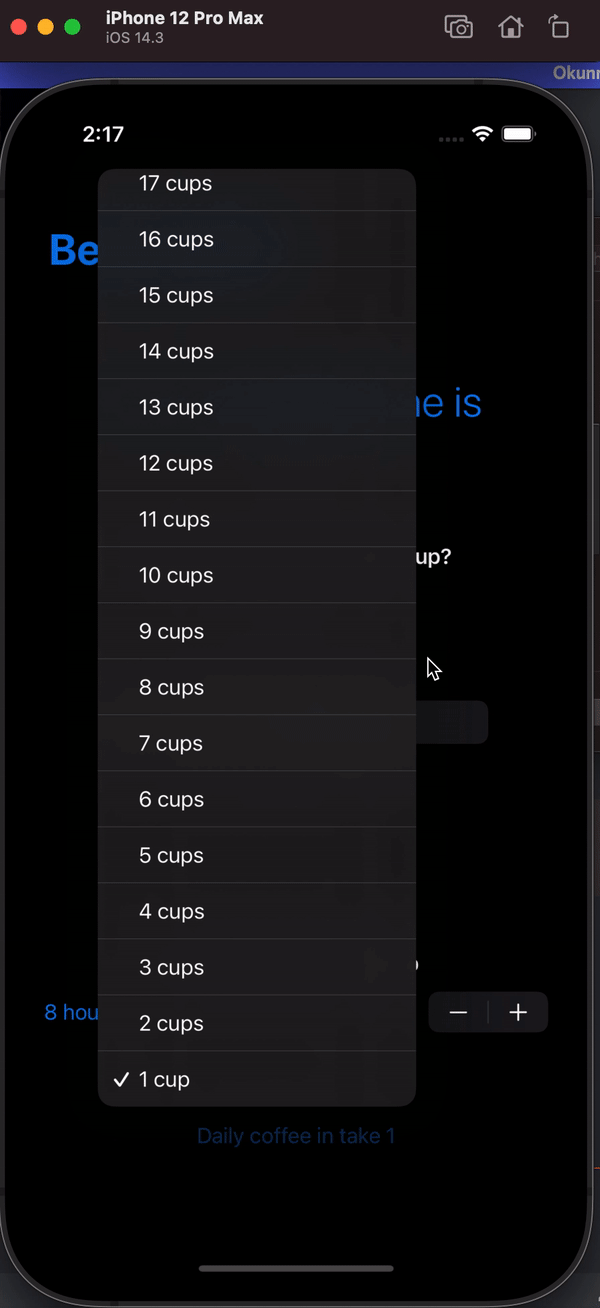 iPhone 12 Pro Max
iOS 14.3
Okunr
2:17
17 cups
16 cups
Be
15 cups
14 cups
13 cups
ne is
12 cups
11 cups
up?
10 cups
9 cups
8 cups
7 cups
6 cups
5 cups
4 cups
3 cups
8 hou
2 cups
1 cup
Daily coffee in take 1